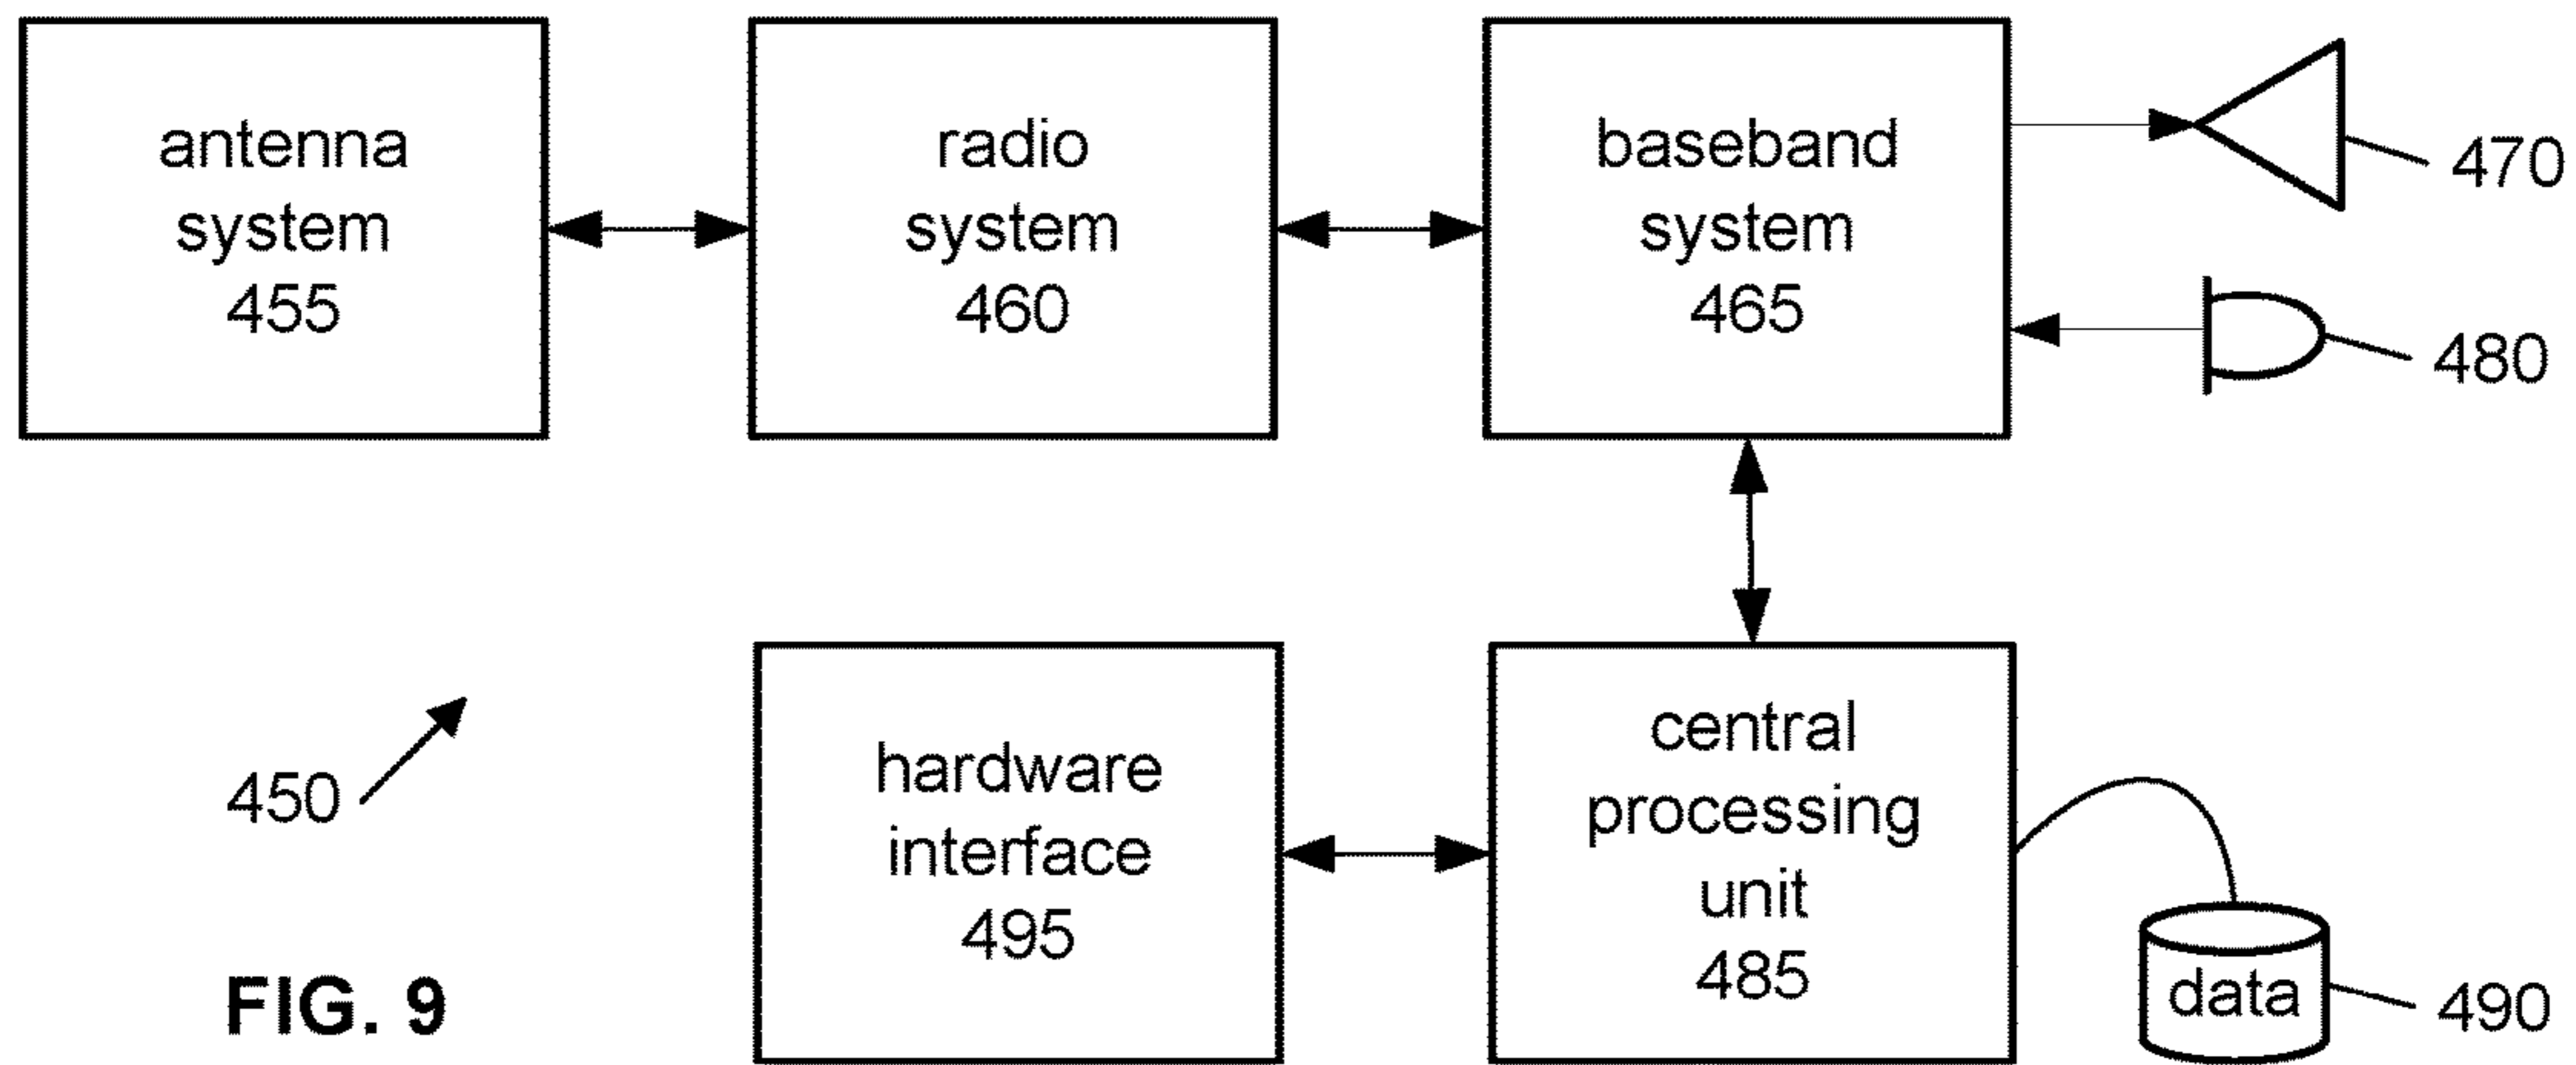 antenna
system
455
radio
system
460
baseband
system
465
470
480
450
hardware
interface
495
central
processing
unit
485
data
490
FIG. 9